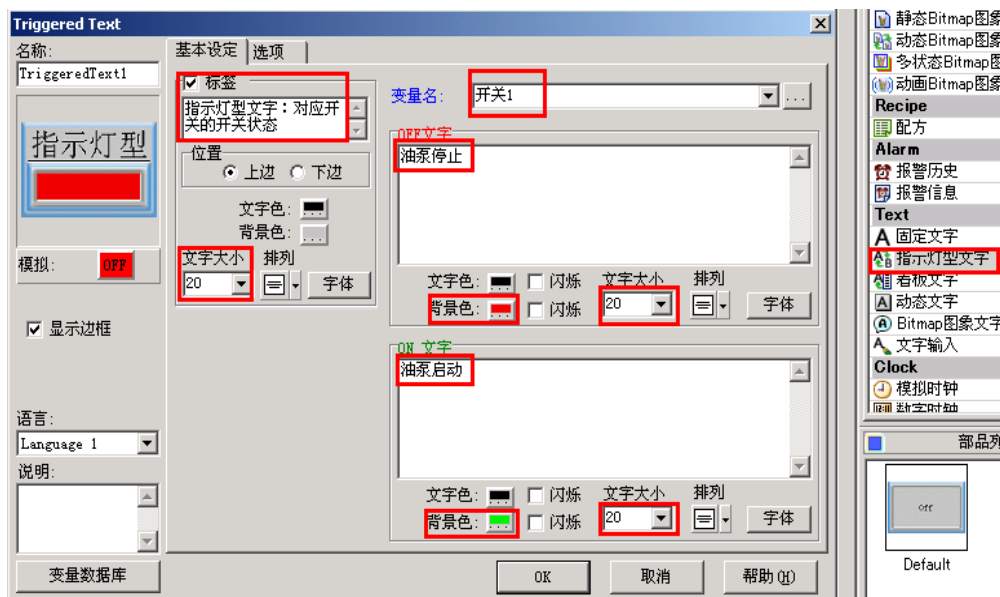 Triggered Text
名称:
TriggeredText1
指示灯型
模拟: OFF
显示边框
语言:
Language 1
说明:
变量数据库
基本设定 选项
标签
指示灯型文字：对应开
关的开关状态
位置
上边 下边
文字色: ...
背景色: ...
文字大小 排列
20 字体
变量名: 开关1 ...
OFF文字
油泵停止
文字色: ... 闪烁 文字大小 排列
背景色: ... 闪烁 20 字体
ON 文字
油泵启动
文字色: ... 闪烁 文字大小 排列
背景色: ... 闪烁 20 字体
OK 取消 帮助(H)
静态Bitmap图象
动态Bitmap图象
多状态Bitmap图
动画Bitmap图象
Recipe
配方
Alarm
报警历史
报警信息
Text
固定文字
指示灯型文字
看板文字
动态文字
Bitmap图象文字
文字输入
Clock
模拟时钟
数字时钟
部品列
Off
Default